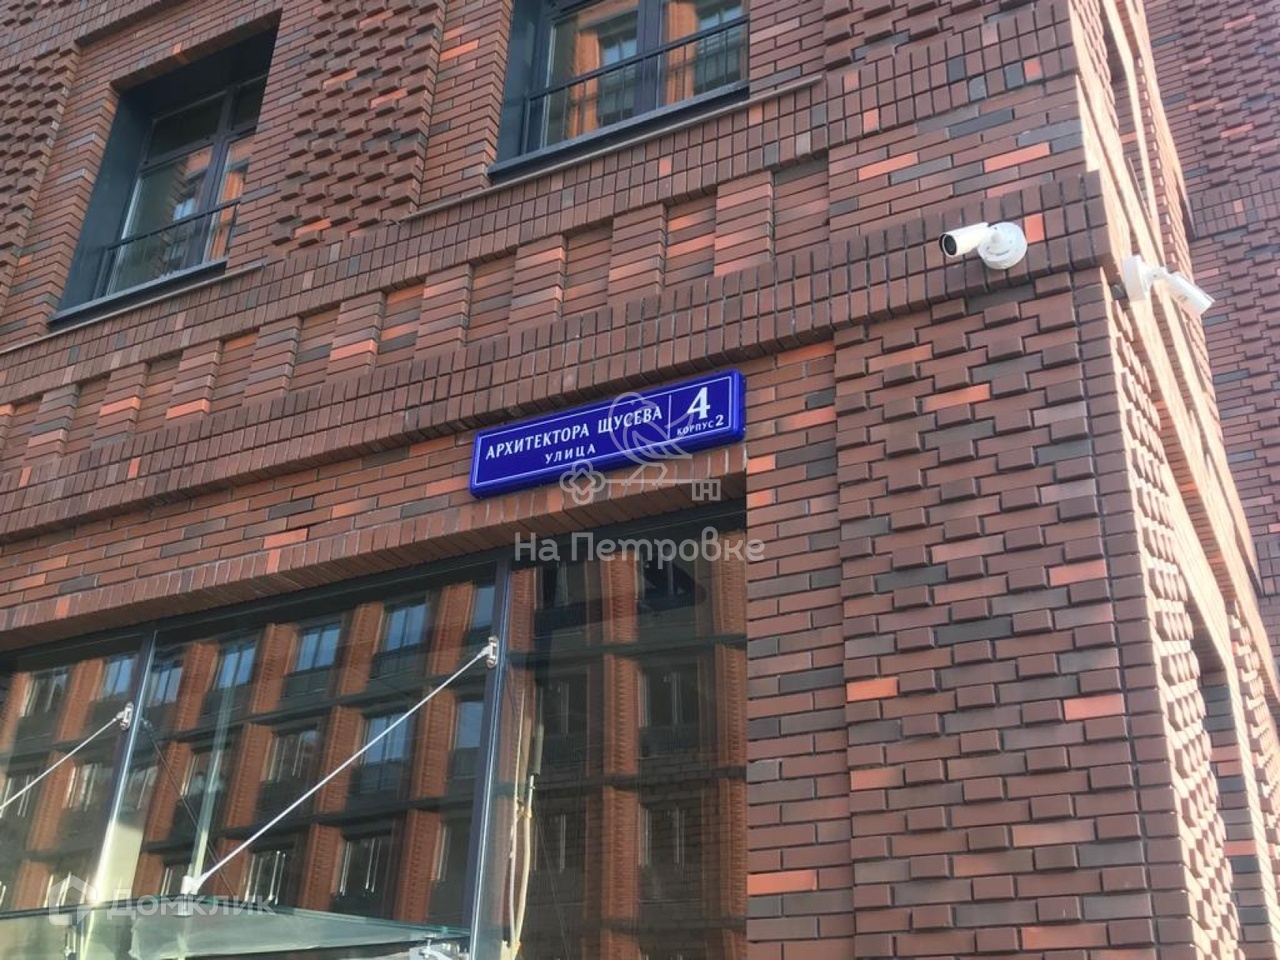 АРХИТЕКТОРА ЩУСЕВА
УЛИЦА
4
КОРПУС 2
На Петровке
Домклик